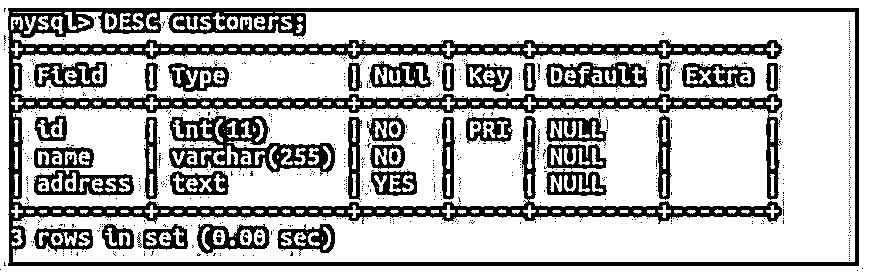 mysql> DESC customers;
+----------+--------------+------+-----+---------+-------+
| Field    | Type         | Null | Key | Default | Extra |
+----------+--------------+------+-----+---------+-------+
| id       | int(11)      | NO   | PRI | NULL    |       |
| name     | varchar(255) | NO   |     | NULL    |       |
| address  | text         | YES  |     | NULL    |       |
+----------+--------------+------+-----+---------+-------+
3 rows in set (0.00 sec)